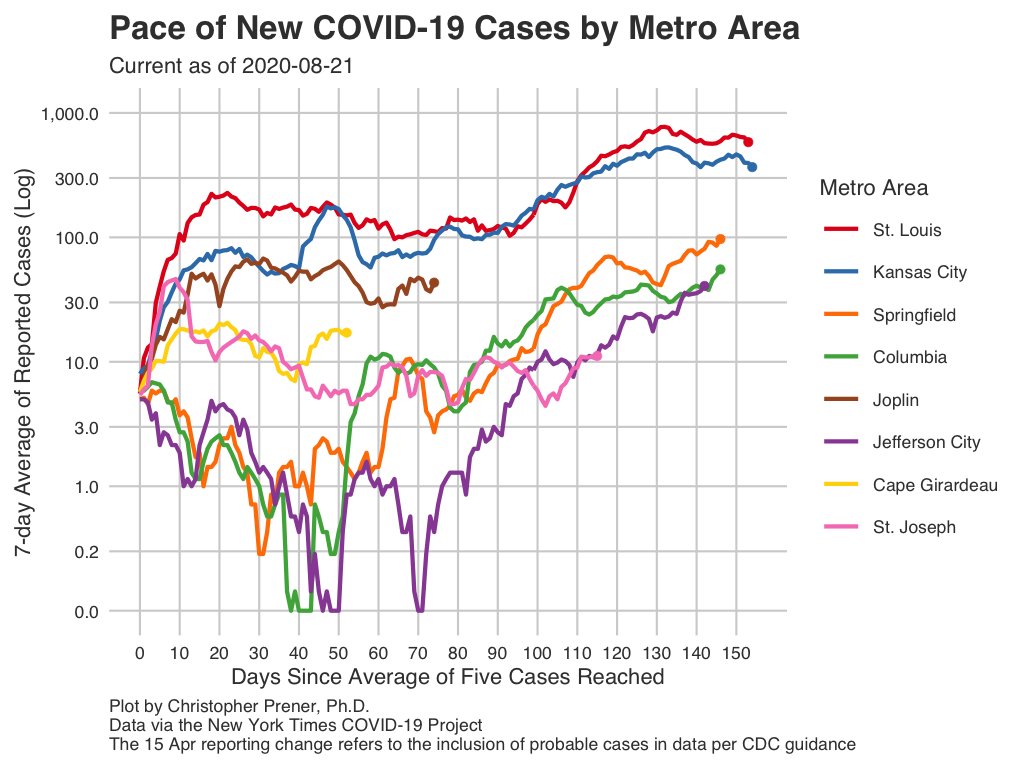 Pace of New COVID-19 Cases by Metro Area
Current as of 2020-08-21
7-day Average of Reported Cases (Log)
1,000.0
300.0
100.0
30.0
10.0
3.0
1.0
0.2
0.0
0 10 20 30 40 50 60 70 80 90 100 110 120 130 140 150
Days Since Average of Five Cases Reached
Metro Area
St. Louis
Kansas City
Springfield
Columbia
Joplin
Jefferson City
Cape Girardeau
St. Joseph
Plot by Christopher Prener, Ph.D.
Data via the New York Times COVID-19 Project
The 15 Apr reporting change refers to the inclusion of probable cases in data per CDC guidance